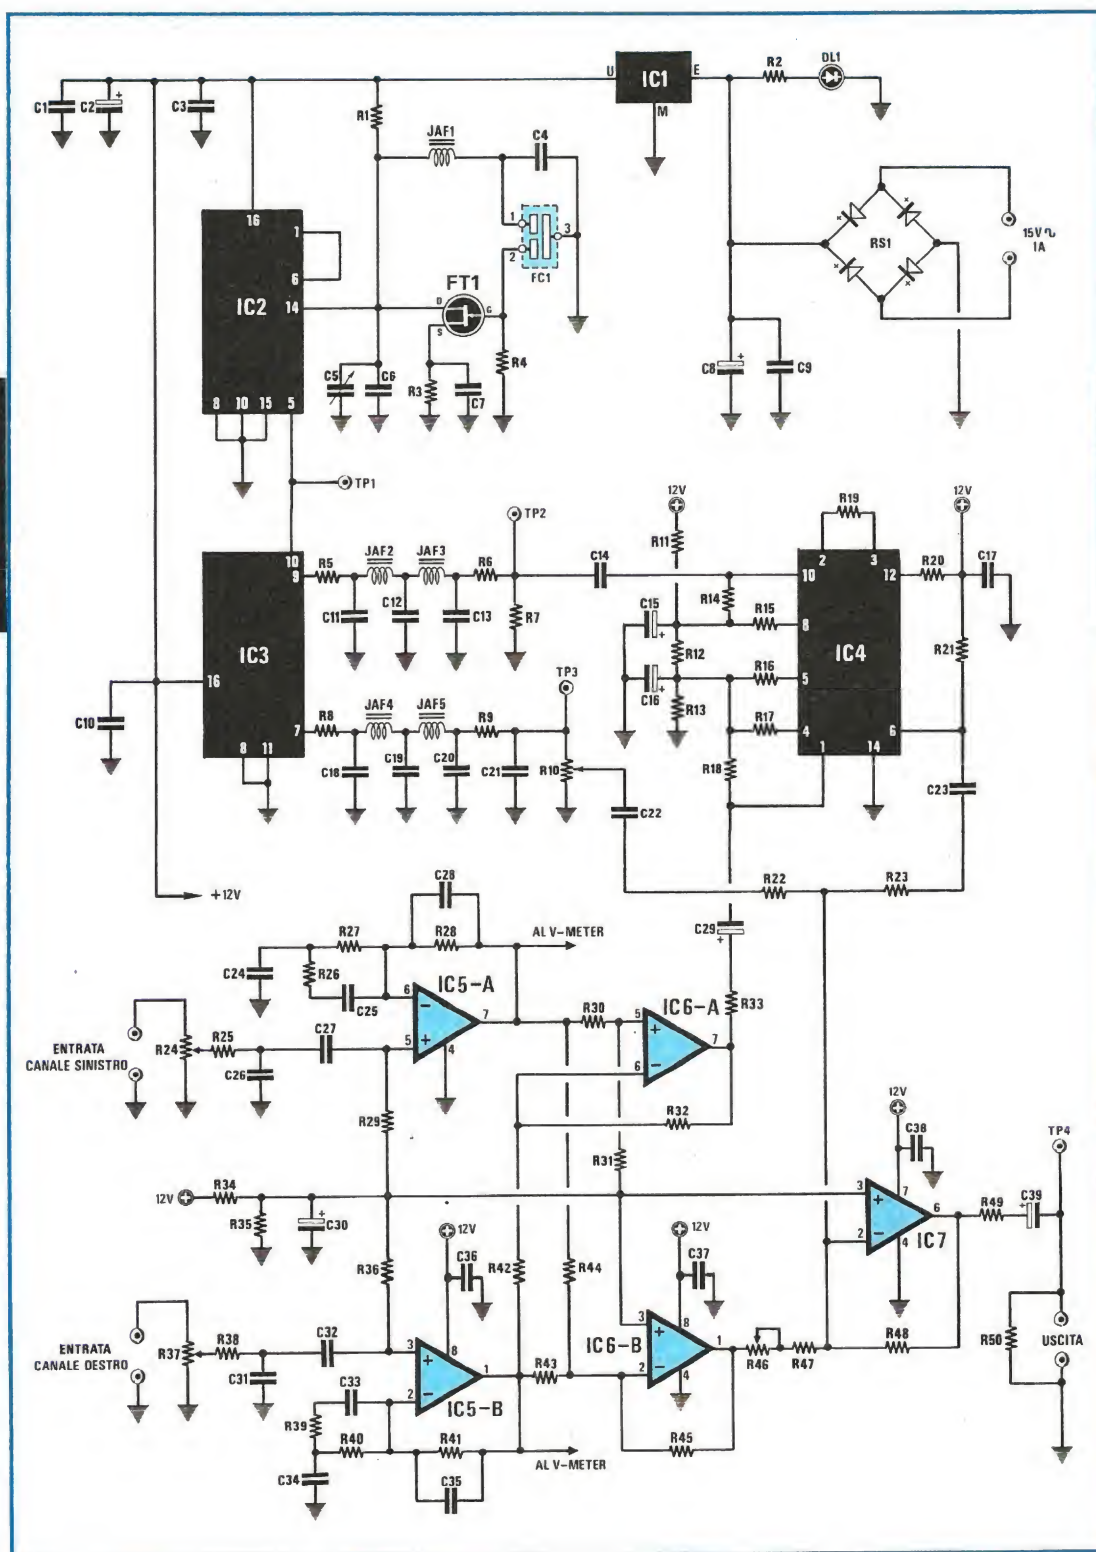 U IC1 E R2 DL1
M
C1 C2 + C3 R1 JAF1 C4
16
1
6
14
IC2
8 10 15 5
FT1
D G
S
1
2
3
FC1
C5 C6 R3 C7 R4
RS1
15V ∿
1A
C8 + C9
TP1
10
9
IC3
16
7
8 11
C10
R5 JAF2 JAF3 R6 TP2
C11 C12 C13 R7
C14
R8 JAF4 JAF5 R9 TP3
C18 C19 C20 C21 R10
C22
12V
R11
C15 +
R12
C16 +
R13
R14
R15
R16
R17
R18
R19
2 3
10 12
8
IC4
5
4 6
1 14
12V
R20 C17
R21
C23
R22 R23
+12V
C28
R27 R28
AL V-METER
C24 R26 C25
IC5-A
6 −
5 +
7
4
ENTRATA
CANALE SINISTRO
R24 R25 C27
C26
R29
R30
IC6-A
5 +
6 −
7
C29
+
R33
R32
R31
12V R34
R35 + C30
R36
12V
C36
R42 R44
12V
C37
12V
C38
TP4
3 +
2 −
7
6
4
IC7
R49 + C39
R48
R50 USCITA
ENTRATA
CANALE DESTRO
R37 R38 C32
C31
C33
R39 R40 R41
C34 C35
3 +
2 −
8
1
IC5-B
AL V-METER
R43
IC6-B
3 +
2 −
8
1
4
R46 R47
R45